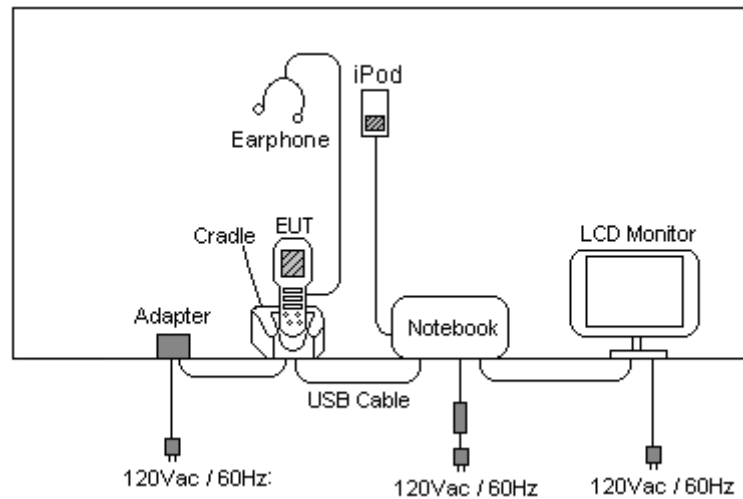 iPod
Earphone
EUT
Cradle
LCD Monitor
Adapter
Notebook
USB Cable
120Vac / 60Hz:
120Vac / 60Hz
120Vac / 60Hz